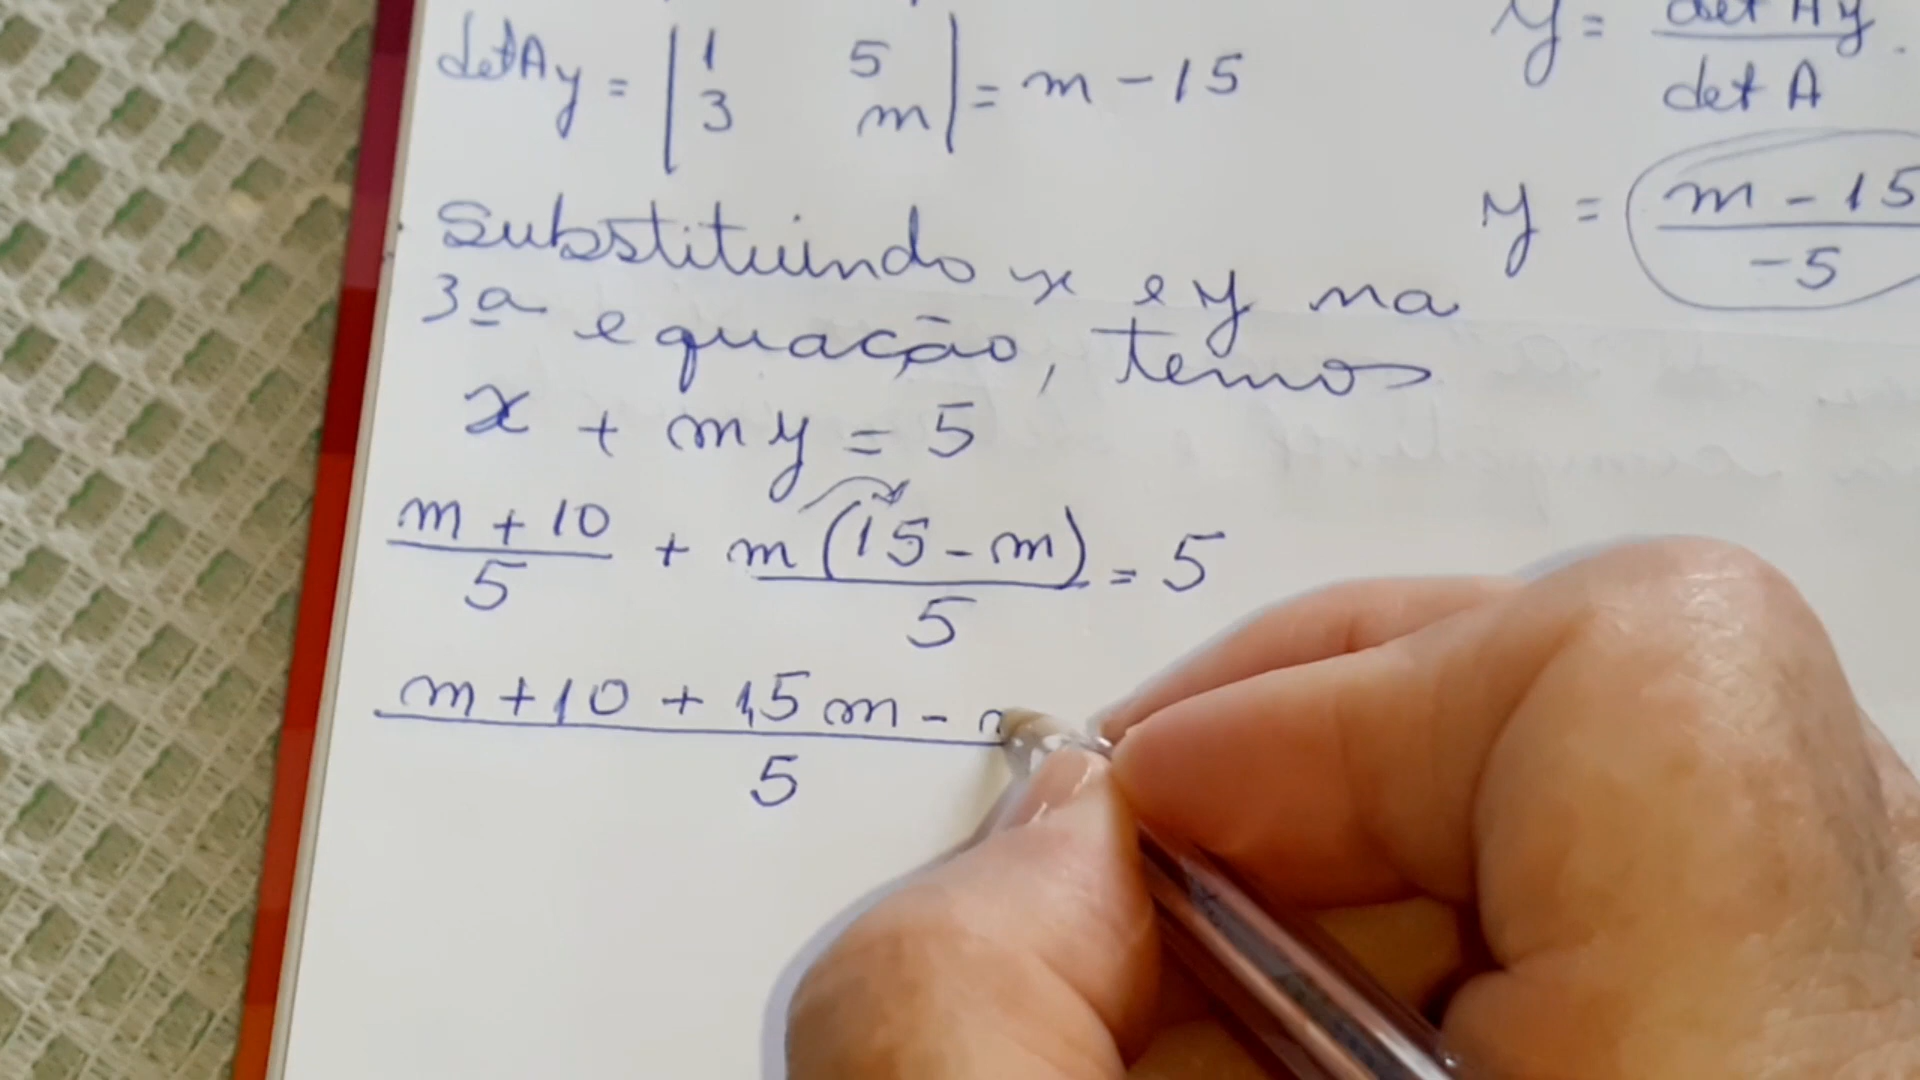 detAy = | 1 5 | = m - 15
| 3 m |
y = det Ay
det A
y = m - 15
-5
Substituindo x e y na
3ª equação, temos
x + my = 5
m + 10 + m (15 - m) = 5
5 5
m + 10 + 15m -
5